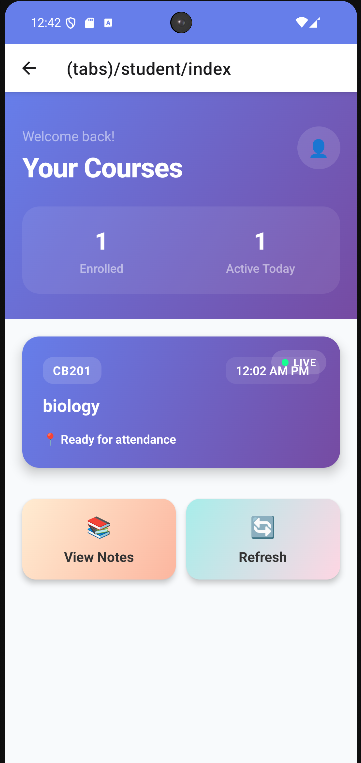 12:42
(tabs)/student/index
Welcome back!
Your Courses
1
Enrolled
1
Active Today
CB201
12:02 AM PM
LIVE
biology
Ready for attendance
View Notes
Refresh